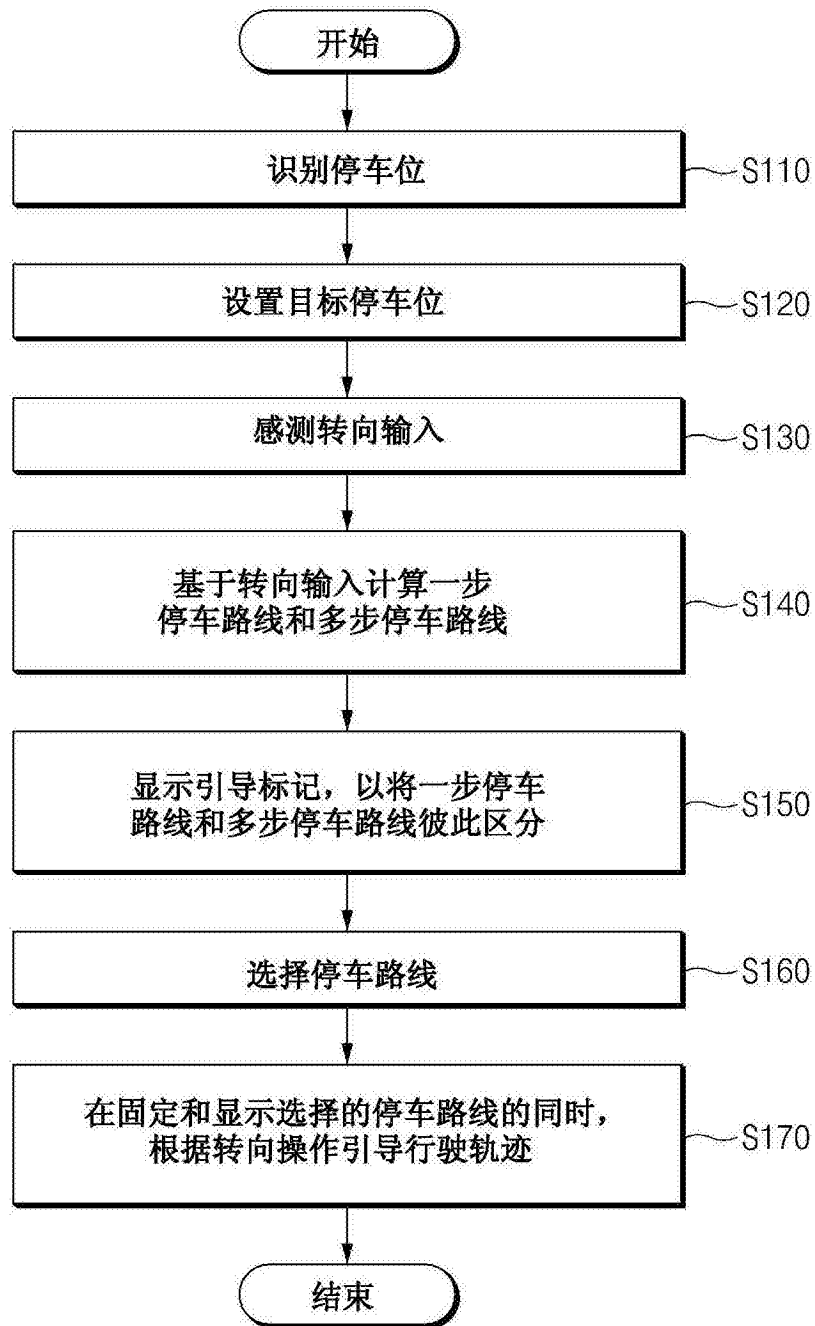 开始
识别停车位
S110
设置目标停车位
S120
感测转向输入
S130
基于转向输入计算一步
停车路线和多步停车路线
S140
显示引导标记，以将一步停车
路线和多步停车路线彼此区分
S150
选择停车路线
S160
在固定和显示选择的停车路线的同时，
根据转向操作引导行驶轨迹
S170
结束